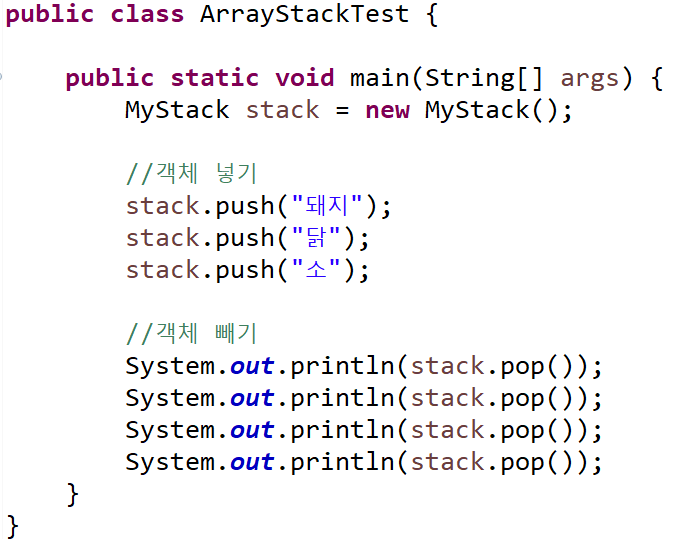 public class ArrayStackTest {
public static void main(String[] args) {
MyStack stack = new MyStack();
//객체 넣기
stack.push("돼지");
stack.push("닭");
stack.push("소");
//객체 빼기
System.out.println(stack.pop());
System.out.println(stack.pop());
System.out.println(stack.pop());
System.out.println(stack.pop());
}
}